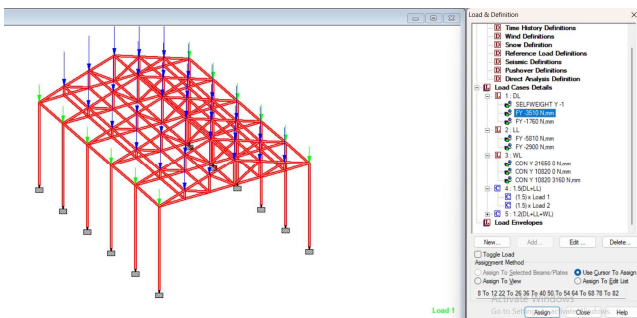 Load & Definition
Time History Definitions
Wind Definitions
Snow Definition
Reference Load Definitions
Seismic Definitions
Pushover Definitions
Direct Analysis Definition
Load Cases Details
1 : DL
SELFWEIGHT Y -1
FY -3510 N,mm
FY -1760 N,mm
2 : LL
FY -5810 N,mm
FY -2900 N,mm
3 : WL
CON Y 21650 0 N,mm
CON Y 10820 0 N,mm
CON Y 10820 3160 N,mm
4 : 1.5(DL+LL)
(1.5) x Load 1
(1.5) x Load 2
5 : 1.2(DL+LL+WL)
Load Envelopes
New... Add... Edit ... Delete...
Toggle Load
Assignment Method
Assign To Selected Beams/Plates Use Cursor To Assign
Assign To View Assign To Edit List
8 To 12 22 To 26 36 To 40 50 To 54 64 To 68 78 To 82
Activate Windows
Load 1
Assign Close Help